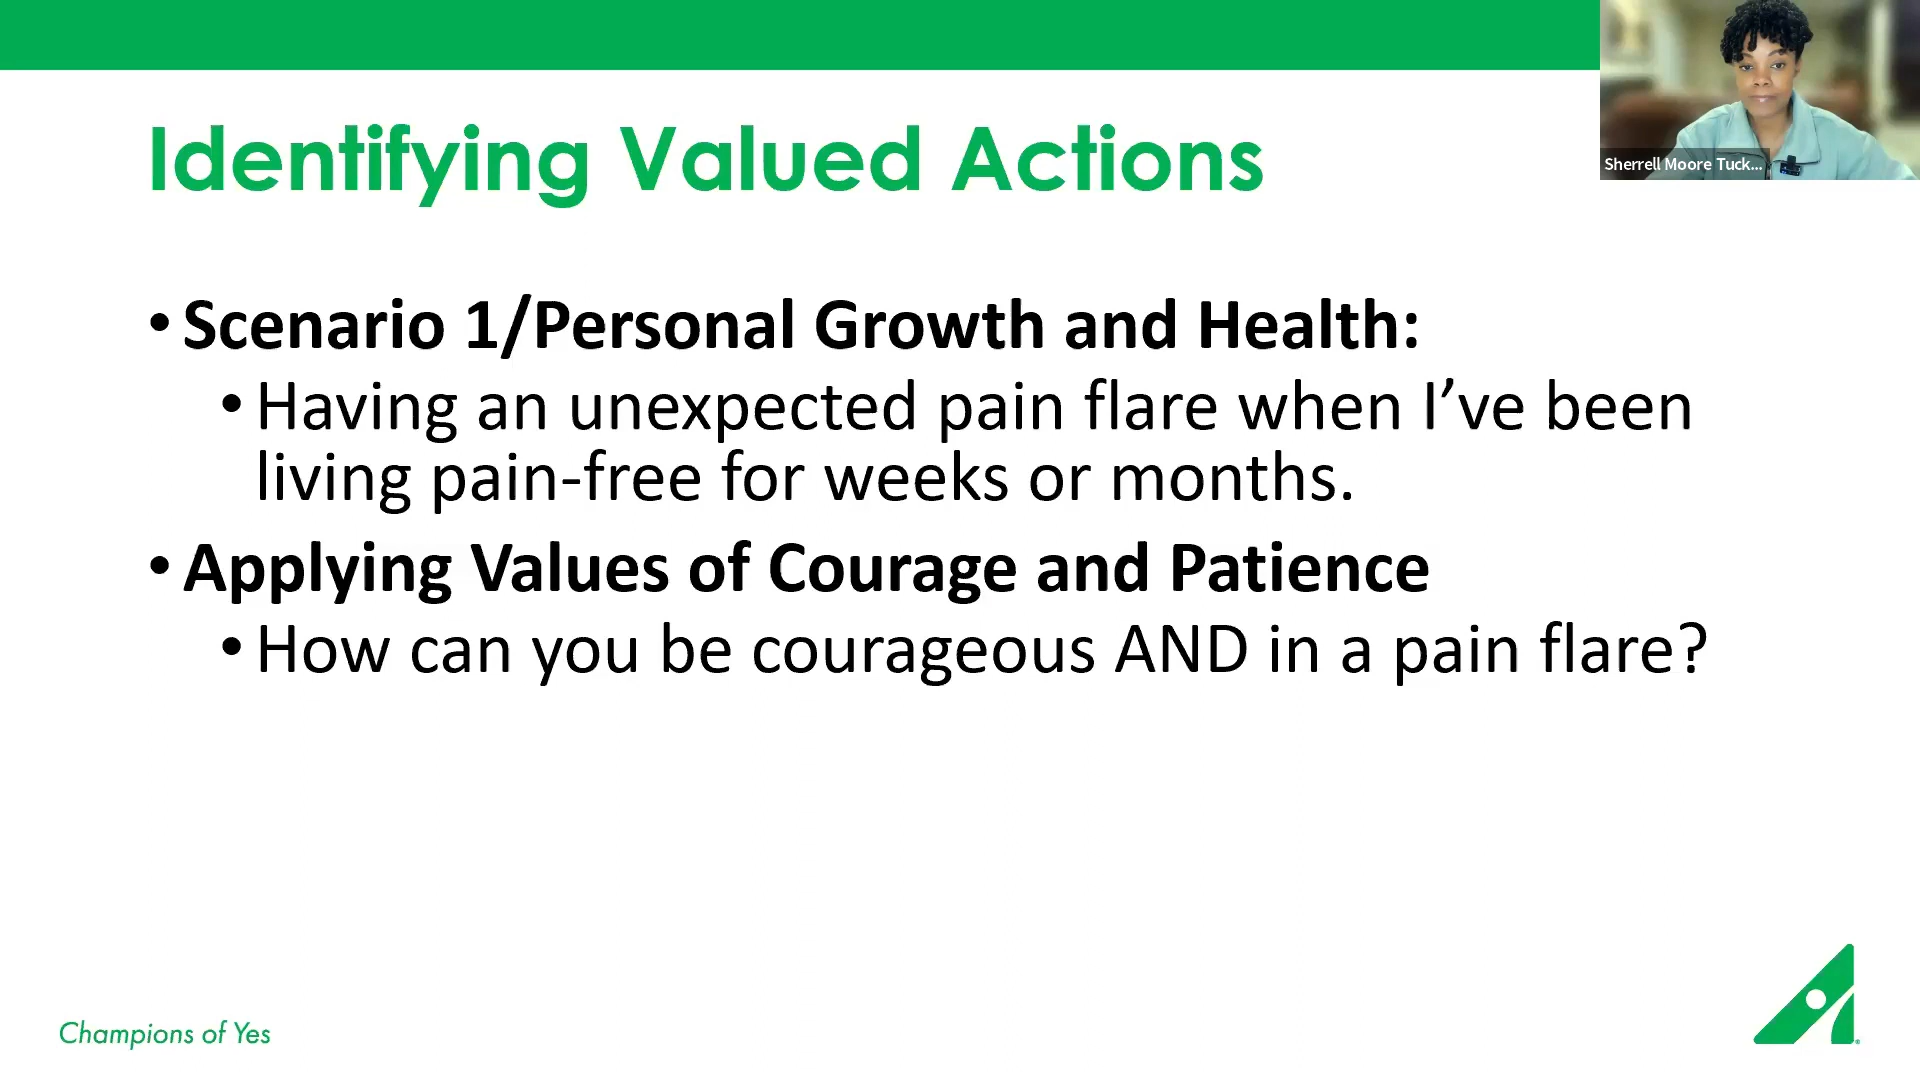 Identifying Valued Actions
Sherrell Moore Tuck...
• Scenario 1/Personal Growth and Health:
• Having an unexpected pain flare when I’ve been
living pain-free for weeks or months.
• Applying Values of Courage and Patience
• How can you be courageous AND in a pain flare?
Champions of Yes